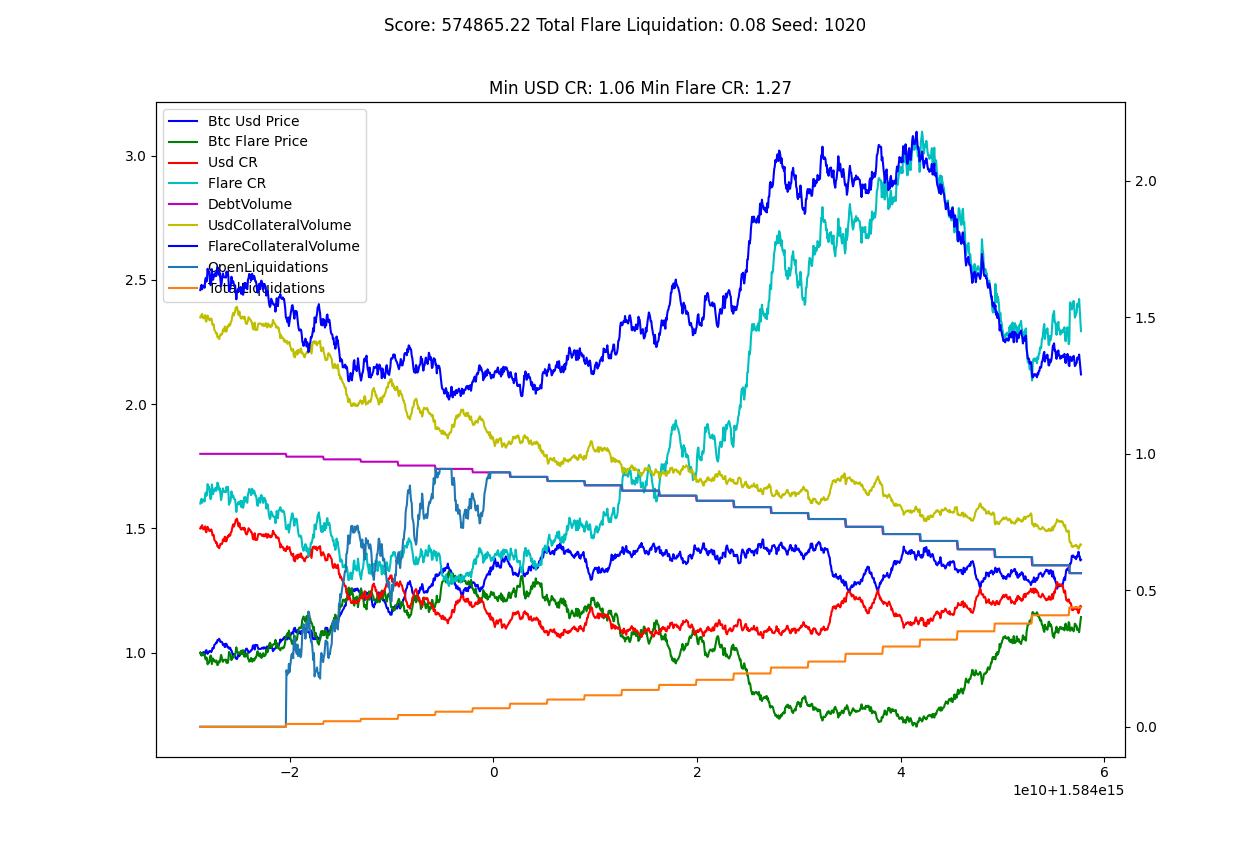 Score: 574865.22 Total Flare Liquidation: 0.08 Seed: 1020
Min USD CR: 1.06 Min Flare CR: 1.27
Btc Usd Price
Btc Flare Price
Usd CR
Flare CR
DebtVolume
UsdCollateralVolume
FlareCollateralVolume
OpenLiquidations
TotalLiquidations
3.0
2.5
2.0
1.5
1.0
2.0
1.5
1.0
0.5
0.0
−2
0
2
4
6
1e10+1.584e15